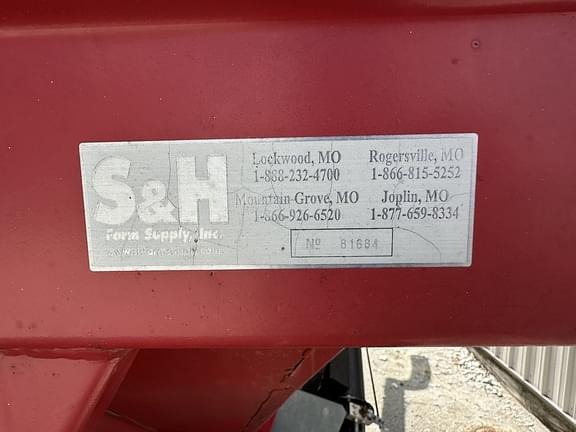 S&H
Farm Supply, Inc.
Lockwood, MO
1-888-232-4700
Rogersville, MO
1-866-815-5252
Mountain Grove, MO
1-866-926-6520
Joplin, MO
1-877-659-8334
Nº 81684